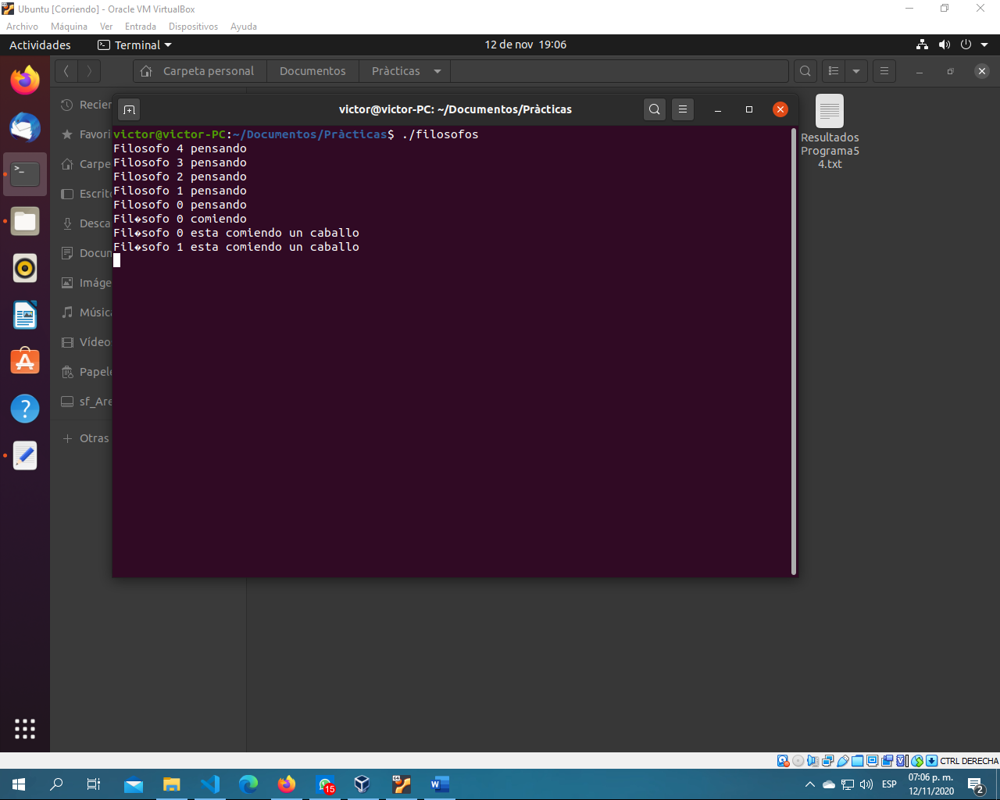 Ubuntu [Corriendo] - Oracle VM VirtualBox
Archivo Máquina Ver Entrada Dispositivos Ayuda
Actividades Terminal 12 de nov 19:06
Carpeta personal Documentos Pràcticas
victor@victor-PC: ~/Documentos/Pràcticas
Recien
Favori
Carpe
Escrito
Desca
Docum
Imáge
Música
Vídeo
Papele
sf_Are
Otras
victor@victor-PC:~/Documentos/Pràcticas$ ./filosofos
Filosofo 4 pensando
Filosofo 3 pensando
Filosofo 2 pensando
Filosofo 1 pensando
Filosofo 0 pensando
Fil�sofo 0 comiendo
Fil�sofo 0 esta comiendo un caballo
Fil�sofo 1 esta comiendo un caballo
Resultados
Programa5
4.txt
CTRL DERECHA
15
ESP
07:06 p. m.
12/11/2020
2